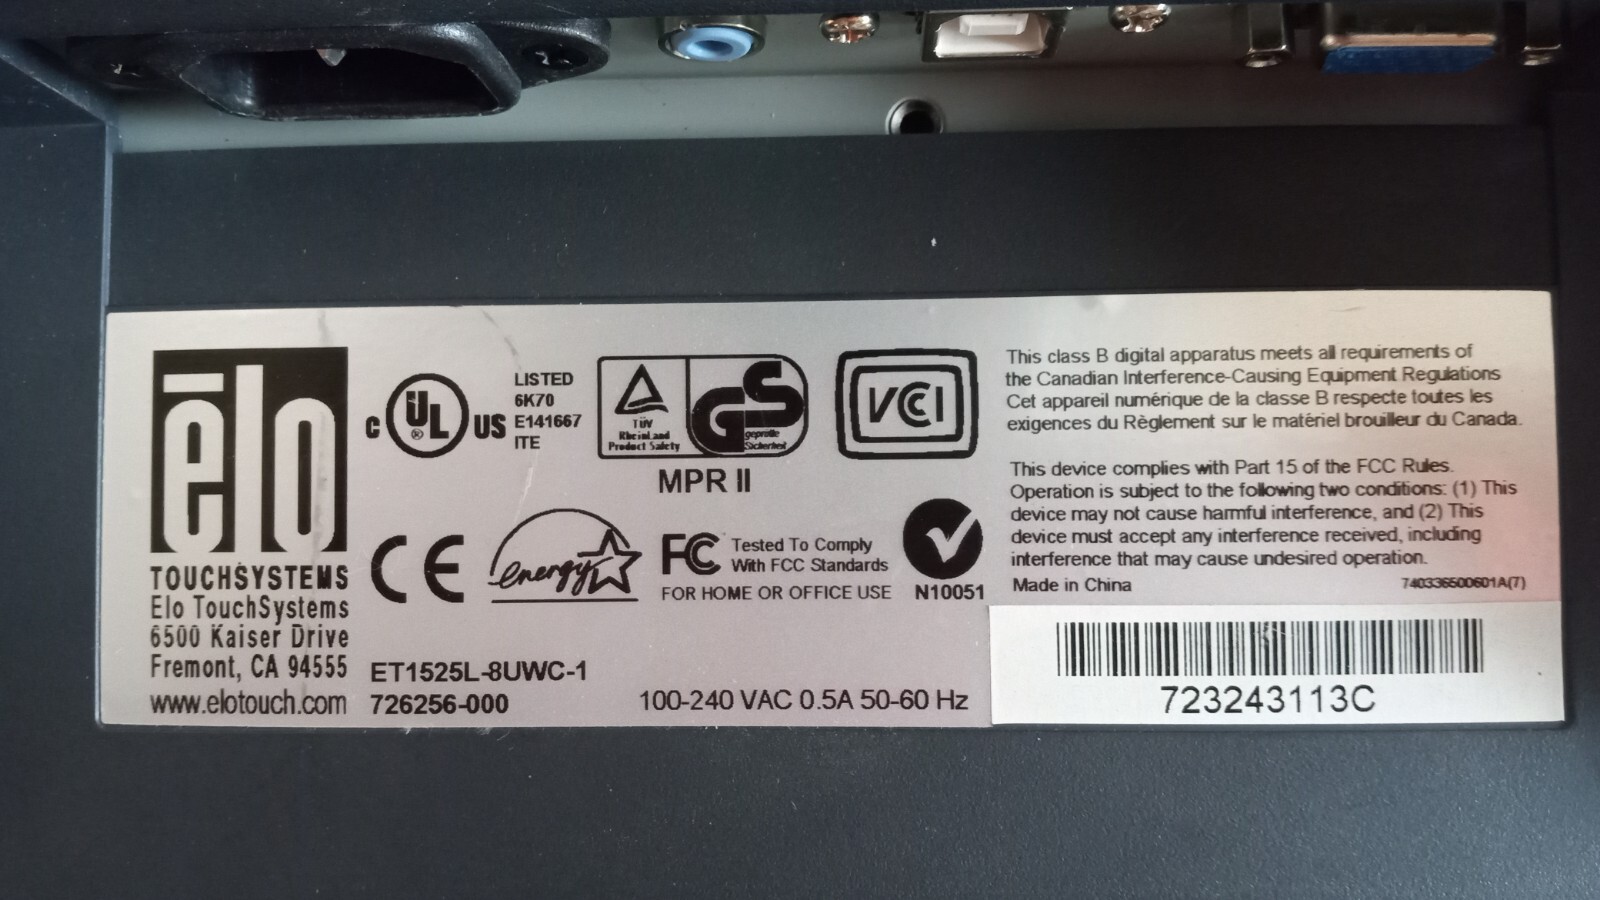 elo
TOUCHSYSTEMS
Elo TouchSystems
6500 Kaiser Drive
Fremont, CA 94555
www.elotouch.com
C UL ® US
LISTED
6K70
E141667
ITE
TÜV
Rheinland
Product Safety
GS
geprüfte
Sicherheit
MPR II
VCI
CE
energy
FC
Tested To Comply
With FCC Standards
FOR HOME OR OFFICE USE
N10051
ET1525L-8UWC-1
726256-000
100-240 VAC 0.5A 50-60 Hz
This class B digital apparatus meets all requirements of
the Canadian Interference-Causing Equipment Regulations
Cet appareil numérique de la classe B respecte toutes les
exigences du Règlement sur le matériel brouilleur du Canada.
This device complies with Part 15 of the FCC Rules.
Operation is subject to the following two conditions: (1) This
device may not cause harmful interference, and (2) This
device must accept any interference received, including
interference that may cause undesired operation.
Made in China
740336500601A(7)
723243113C